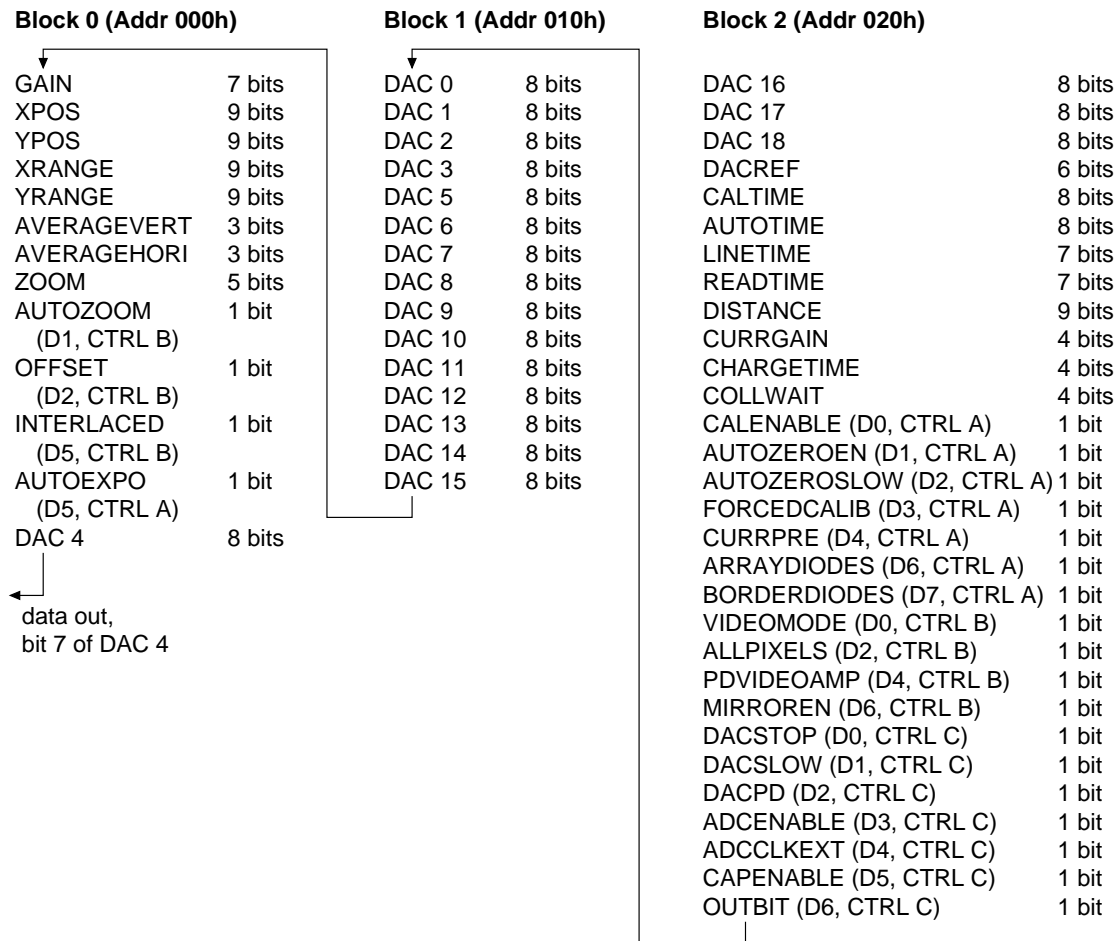 Block 0 (Addr 000h)
GAIN 7 bits
XPOS 9 bits
YPOS 9 bits
XRANGE 9 bits
YRANGE 9 bits
AVERAGEVERT 3 bits
AVERAGEHORI 3 bits
ZOOM 5 bits
AUTOZOOM 1 bit
(D1, CTRL B)
OFFSET 1 bit
(D2, CTRL B)
INTERLACED 1 bit
(D5, CTRL B)
AUTOEXPO 1 bit
(D5, CTRL A)
DAC 4 8 bits
data out,
bit 7 of DAC 4
Block 1 (Addr 010h)
DAC 0 8 bits
DAC 1 8 bits
DAC 2 8 bits
DAC 3 8 bits
DAC 5 8 bits
DAC 6 8 bits
DAC 7 8 bits
DAC 8 8 bits
DAC 9 8 bits
DAC 10 8 bits
DAC 11 8 bits
DAC 12 8 bits
DAC 13 8 bits
DAC 14 8 bits
DAC 15 8 bits
Block 2 (Addr 020h)
DAC 16 8 bits
DAC 17 8 bits
DAC 18 8 bits
DACREF 6 bits
CALTIME 8 bits
AUTOTIME 8 bits
LINETIME 7 bits
READTIME 7 bits
DISTANCE 9 bits
CURRGAIN 4 bits
CHARGETIME 4 bits
COLLWAIT 4 bits
CALENABLE (D0, CTRL A) 1 bit
AUTOZEROEN (D1, CTRL A) 1 bit
AUTOZEROSLOW (D2, CTRL A) 1 bit
FORCEDCALIB (D3, CTRL A) 1 bit
CURRPRE (D4, CTRL A) 1 bit
ARRAYDIODES (D6, CTRL A) 1 bit
BORDERDIODES (D7, CTRL A) 1 bit
VIDEOMODE (D0, CTRL B) 1 bit
ALLPIXELS (D2, CTRL B) 1 bit
PDVIDEOAMP (D4, CTRL B) 1 bit
MIRROREN (D6, CTRL B) 1 bit
DACSTOP (D0, CTRL C) 1 bit
DACSLOW (D1, CTRL C) 1 bit
DACPD (D2, CTRL C) 1 bit
ADCENABLE (D3, CTRL C) 1 bit
ADCCLKEXT (D4, CTRL C) 1 bit
CAPENABLE (D5, CTRL C) 1 bit
OUTBIT (D6, CTRL C) 1 bit